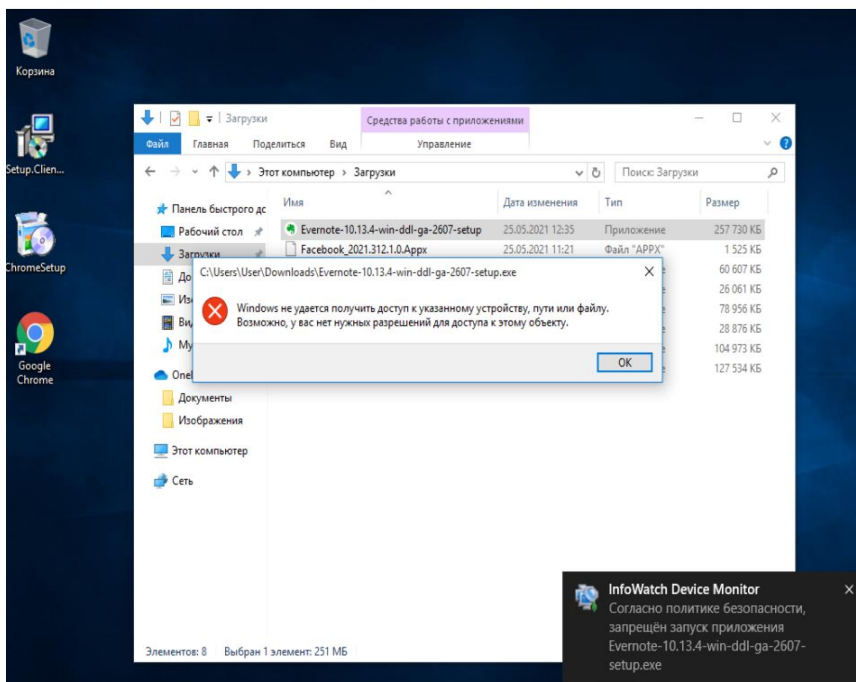 Корзина
Setup.Clien...
ChromeSetup
Google
Chrome
Загрузки
Средства работы с приложениями
Файл Главная Поделиться Вид Управление
Этот компьютер > Загрузки
Поиск: Загрузки
Имя Дата изменения Тип Размер
Панель быстрого дс
Рабочий стол
Загрузки
Evernote-10.13.4-win-ddl-ga-2607-setup 25.05.2021 12:35 Приложение 257 730 КБ
Facebook_2021.312.1.0.Appx 25.05.2021 11:21 Файл "APPX" 1 525 КБ
60 607 КБ
26 061 КБ
78 956 КБ
28 876 КБ
104 973 КБ
127 534 КБ
C:\Users\User\Downloads\Evernote-10.13.4-win-ddl-ga-2607-setup.exe
Windows не удается получить доступ к указанному устройству, пути или файлу.
Возможно, у вас нет нужных разрешений для доступа к этому объекту.
OK
До
Из
Ви
Му
One
Документы
Изображения
Этот компьютер
Сеть
Элементов: 8 Выбран 1 элемент: 251 МБ
InfoWatch Device Monitor
Согласно политике безопасности,
запрещён запуск приложения
Evernote-10.13.4-win-ddl-ga-2607-
setup.exe